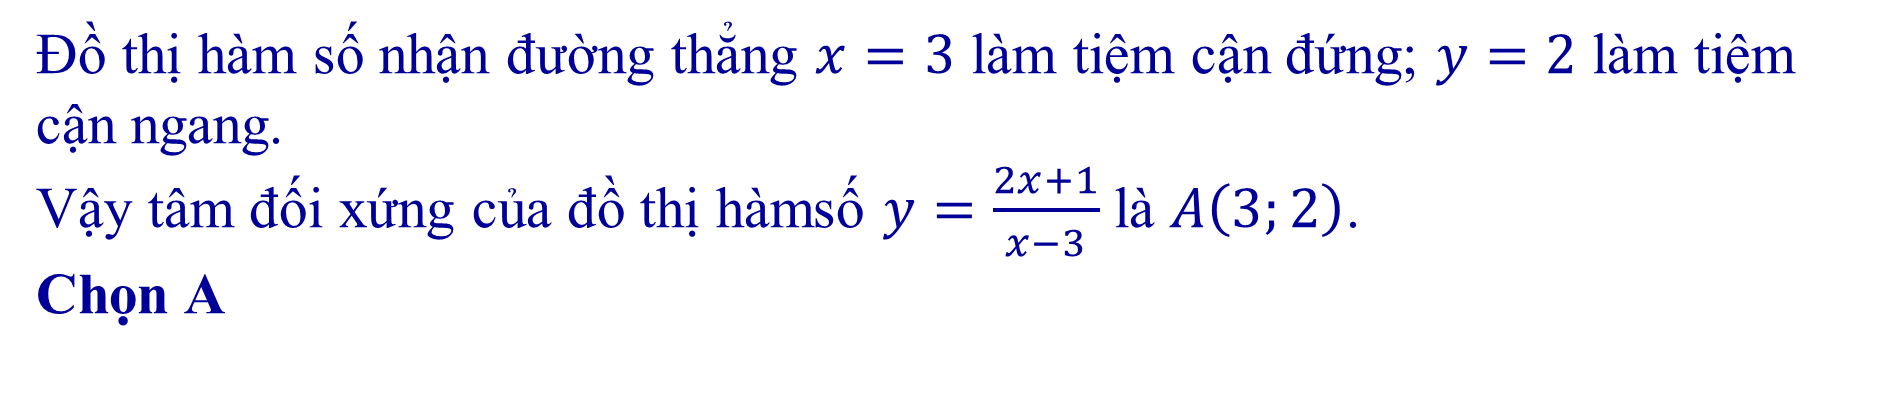 Đồ thị hàm số nhận đường thẳng x = 3 làm tiệm cận đứng; y = 2 làm tiệm
cận ngang.
Vậy tâm đối xứng của đồ thị hàmsố y = \frac{2x+1}{x-3} là A(3; 2).
Chọn A